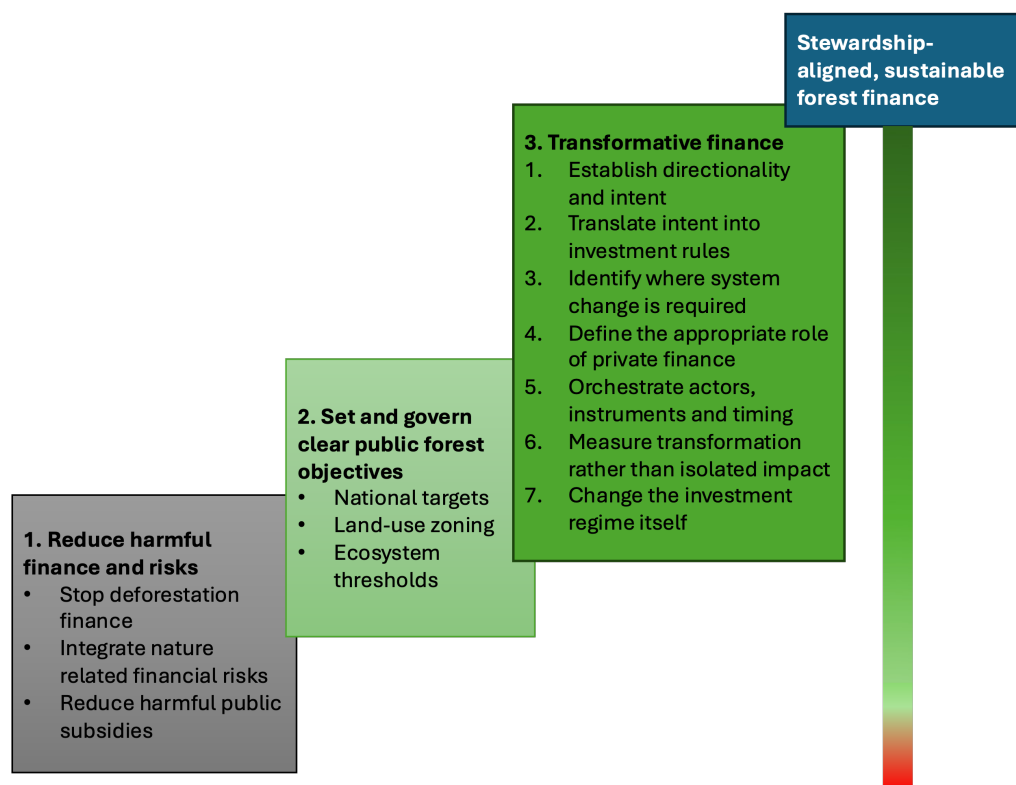 Stewardship-
aligned, sustainable
forest finance
3. Transformative finance
1. Establish directionality
and intent
2. Translate intent into
investment rules
3. Identify where system
change is required
4. Define the appropriate role
of private finance
5. Orchestrate actors,
instruments and timing
6. Measure transformation
rather than isolated impact
7. Change the investment
regime itself
2. Set and govern
clear public forest
objectives
• National targets
• Land-use zoning
• Ecosystem
thresholds
1. Reduce harmful
finance and risks
• Stop deforestation
finance
• Integrate nature
related financial risks
• Reduce harmful public
subsidies